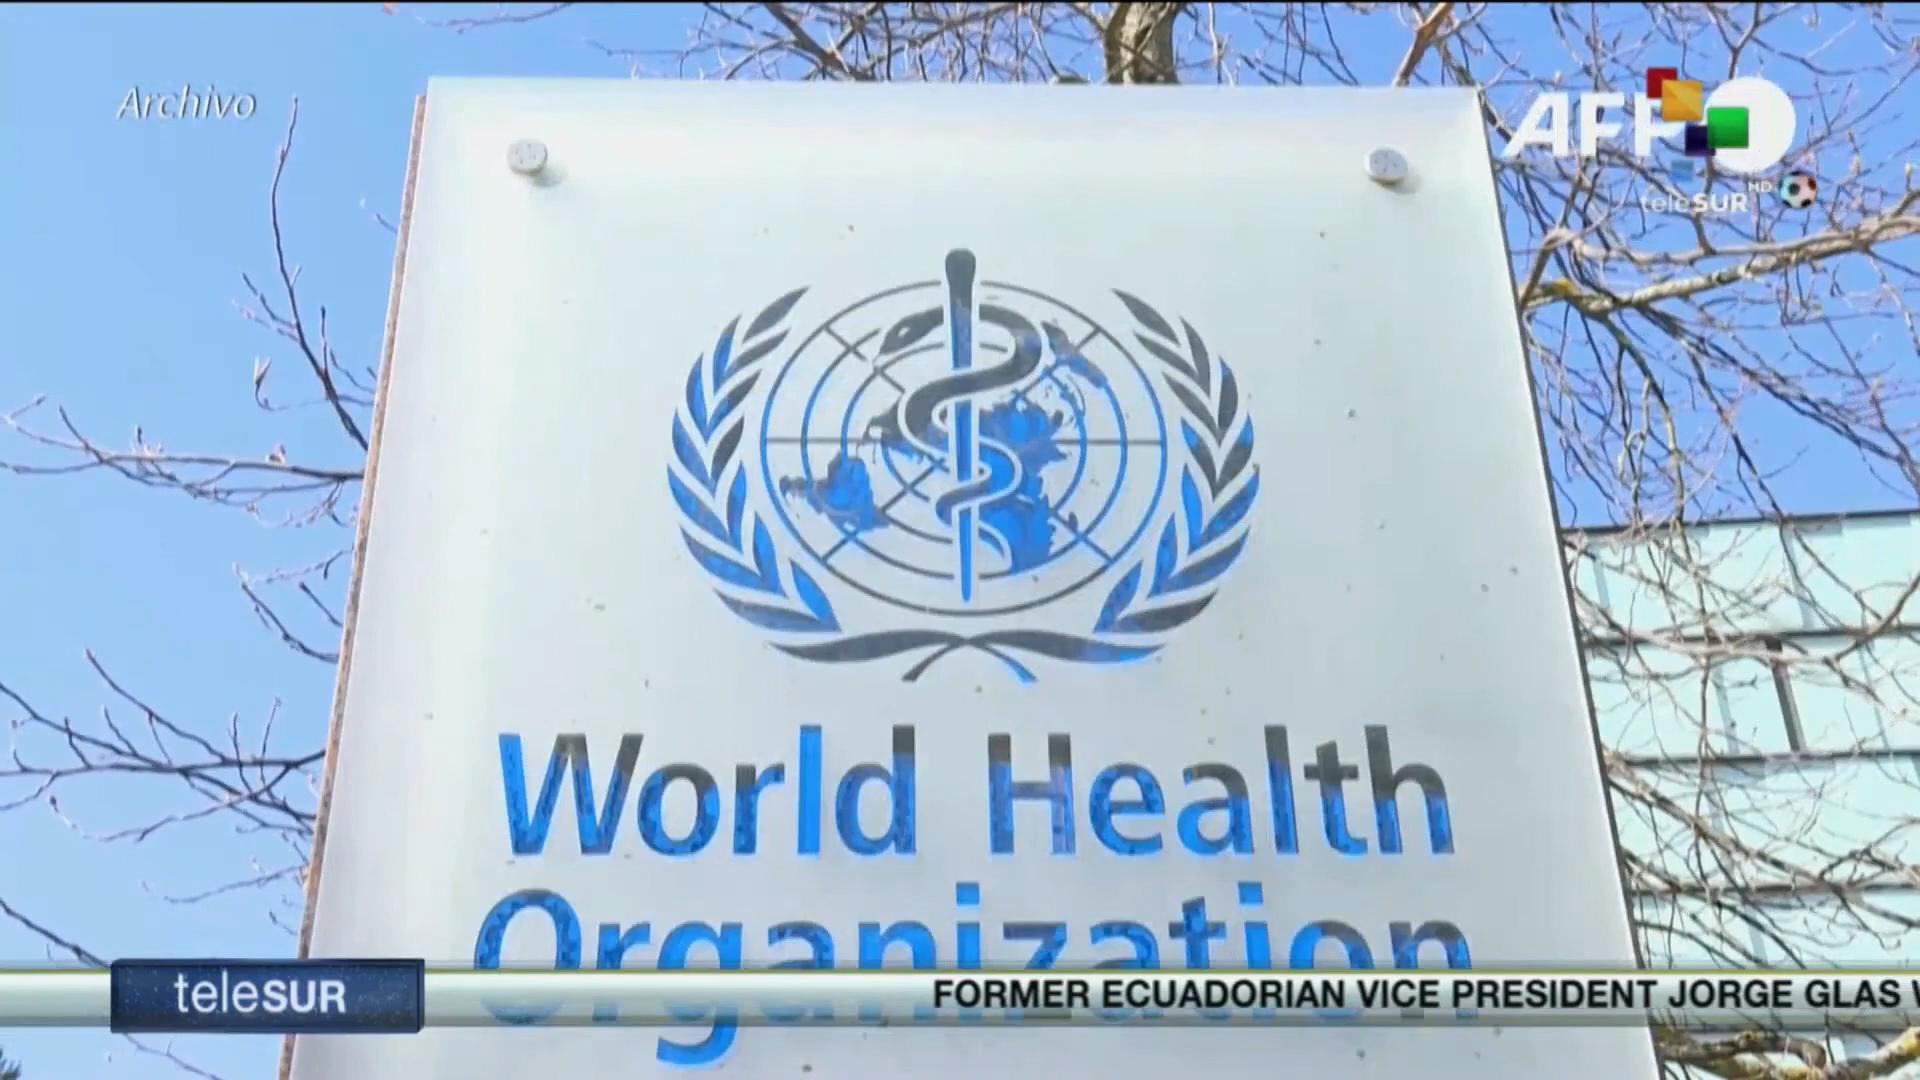 Archivo
AFP
teleSUR HD
World Health
Organization
teleSUR
FORMER ECUADORIAN VICE PRESIDENT JORGE GLAS